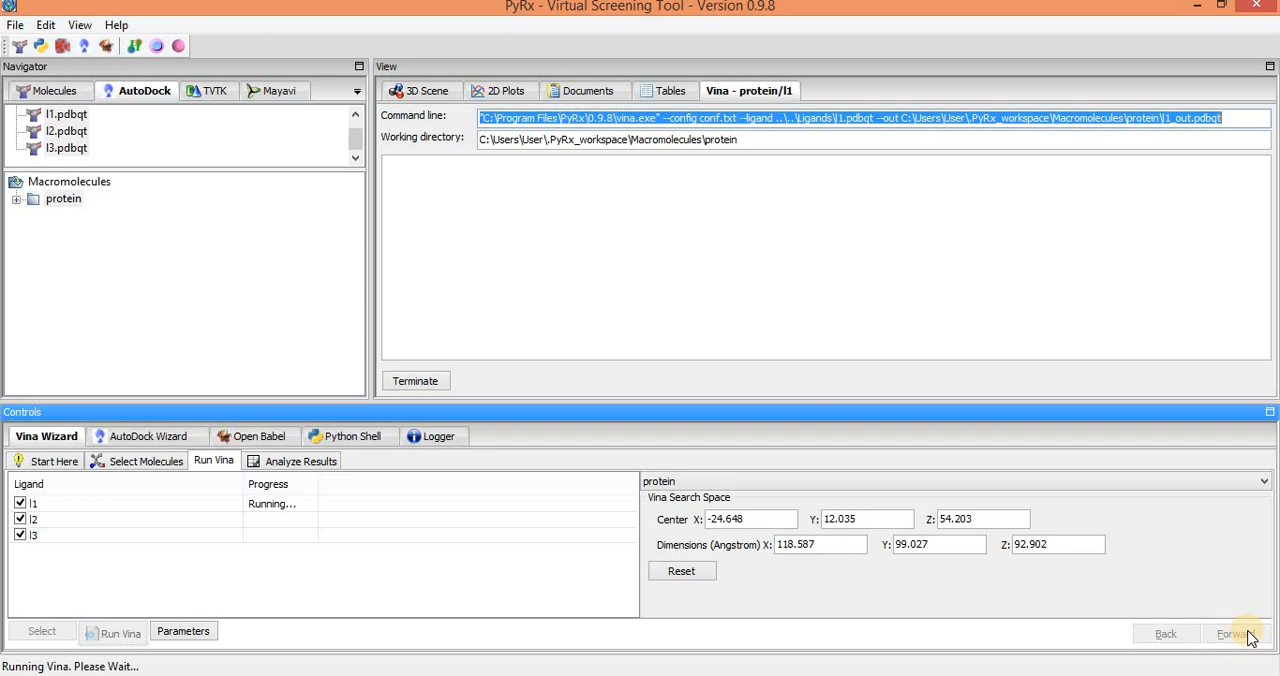 PyRx - Virtual Screening Tool - Version 0.9.8
File Edit View Help
Navigator
View
Molecules AutoDock TVTK Mayavi
3D Scene 2D Plots Documents Tables Vina - protein/l1
l1.pdbqt
l2.pdbqt
l3.pdbqt
Macromolecules
protein
Command line: "C:\Program Files\PyRx\0.9.8\vina.exe" --config conf.txt --ligand ..\..\Ligands\l1.pdbqt --out C:\Users\User\.PyRx_workspace\Macromolecules\protein\l1_out.pdbqt
Working directory: C:\Users\User\.PyRx_workspace\Macromolecules\protein
Terminate
Controls
Vina Wizard AutoDock Wizard Open Babel Python Shell Logger
Start Here Select Molecules Run Vina Analyze Results
Ligand Progress
l1 Running...
l2
l3
protein
Vina Search Space
Center X: -24.648 Y: 12.035 Z: 54.203
Dimensions (Angstrom) X: 118.587 Y: 99.027 Z: 92.902
Reset
Select Run Vina Parameters
Back Forward
Running Vina. Please Wait...